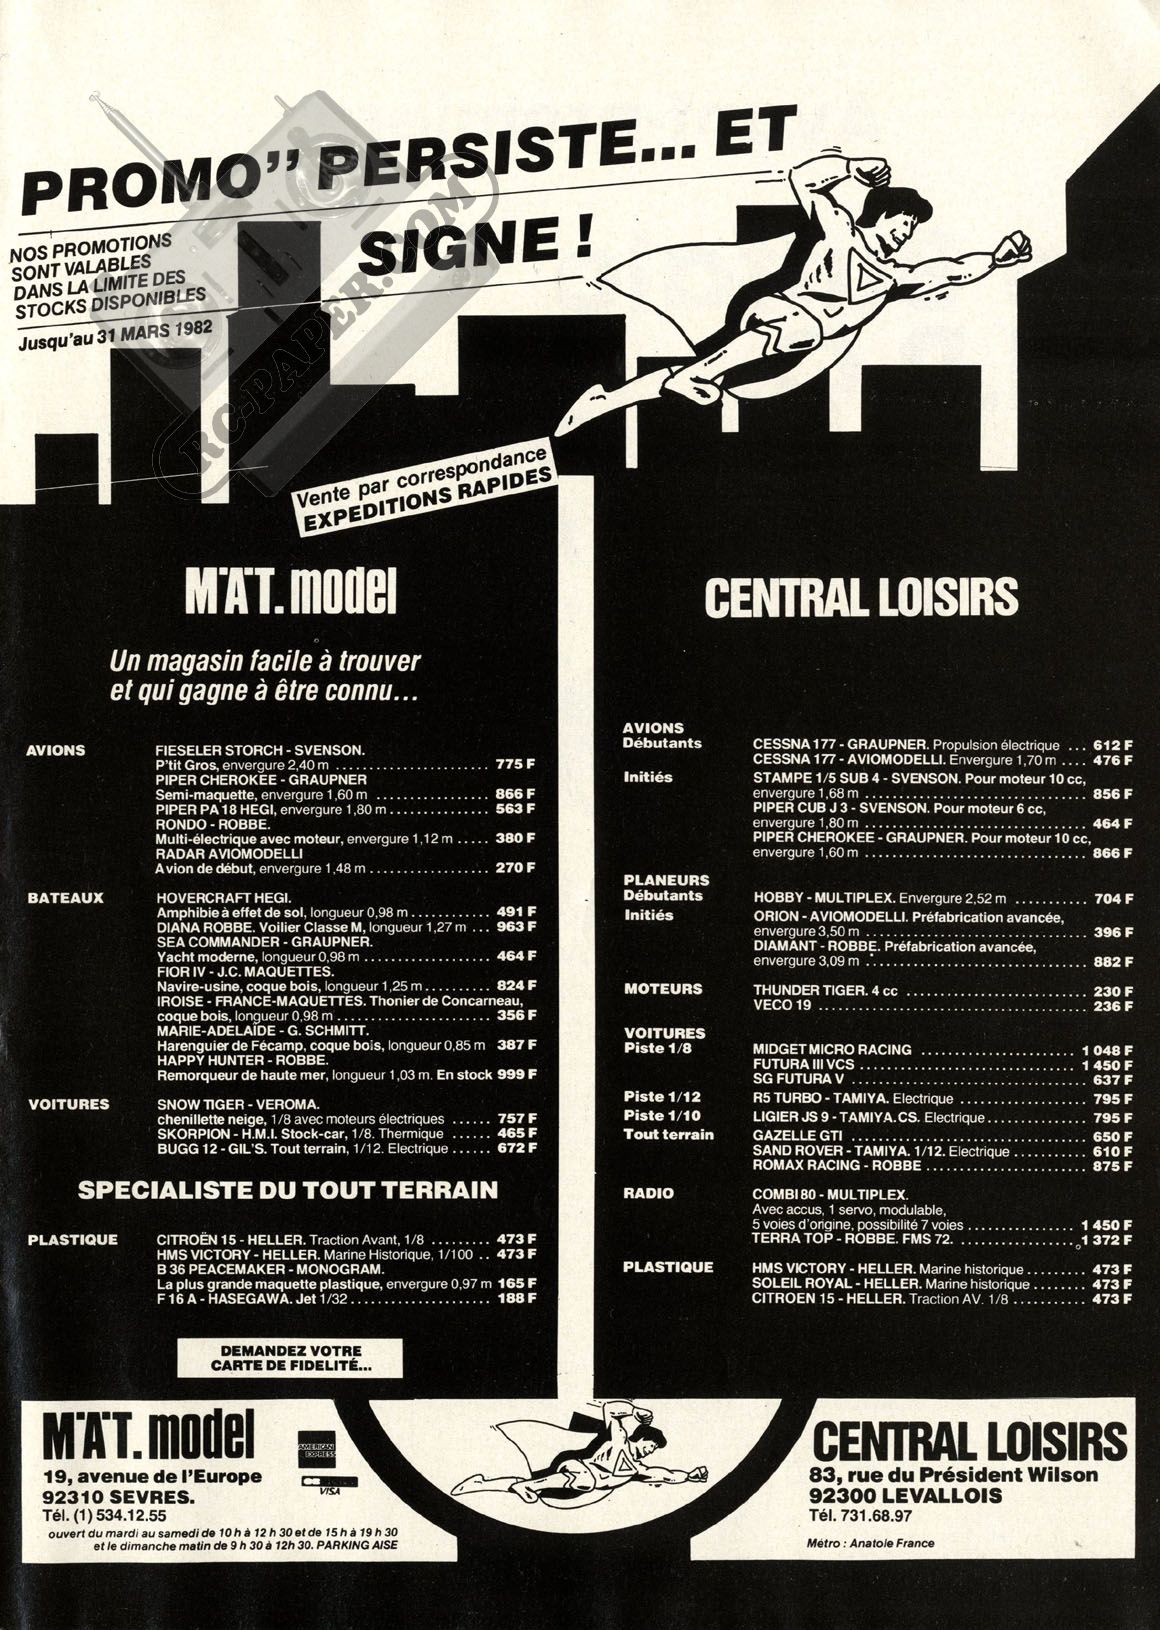 PROMO” PERSISTE... ET
SIGNE !
NOS PROMOTIONS
SONT VALABLES
DANS LA LIMITE DES
STOCKS DISPONIBLES
Jusqu'au 31 MARS 1982
RC-PAPER.COM
Vente par correspondance
EXPEDITIONS RAPIDES
MAT. model
Un magasin facile à trouver
et qui gagne à être connu...
AVIONS FIESELER STORCH - SVENSON.
P'tit Gros, envergure 2,40 m ........................ 775 F
PIPER CHEROKEE - GRAUPNER
Semi-maquette, envergure 1,60 m ................. 866 F
PIPER PA 18 HEGI, envergure 1,80 m ............... 563 F
RONDO - ROBBE.
Multi-électrique avec moteur, envergure 1,12 m ..... 380 F
RADAR AVIOMODELLI
Avion de début, envergure 1,48 m .................. 270 F
BATEAUX HOVERCRAFT HEGI.
Amphibie à effet de sol, longueur 0,98 m ............ 491 F
DIANA ROBBE. Voilier Classe M, longueur 1,27 m ... 963 F
SEA COMMANDER - GRAUPNER.
Yacht moderne, longueur 0,98 m ................... 464 F
FIOR IV - J.C. MAQUETTES.
Navire-usine, coque bois, longueur 1,25 m .......... 824 F
IROISE - FRANCE-MAQUETTES. Thonier de Concarneau,
coque bois, longueur 0,98 m ....................... 356 F
MARIE-ADELAÏDE - G. SCHMITT.
Harenguier de Fécamp, coque bois, longueur 0,85 m 387 F
HAPPY HUNTER - ROBBE.
Remorqueur de haute mer, longueur 1,03 m. En stock 999 F
VOITURES SNOW TIGER - VEROMA.
chenillette neige, 1/8 avec moteurs électriques ...... 757 F
SKORPION - H.M.I. Stock-car, 1/8. Thermique ...... 465 F
BUGG 12 - GIL'S. Tout terrain, 1/12. Electrique ...... 672 F
SPECIALISTE DU TOUT TERRAIN
PLASTIQUE CITROËN 15 - HELLER. Traction Avant, 1/8 ......... 473 F
HMS VICTORY - HELLER. Marine Historique, 1/100 .. 473 F
B 36 PEACEMAKER - MONOGRAM.
La plus grande maquette plastique, envergure 0,97 m 165 F
F 16 A - HASEGAWA. Jet 1/32 ..................... 188 F
DEMANDEZ VOTRE
CARTE DE FIDELITÉ...
CENTRAL LOISIRS
AVIONS
Débutants CESSNA 177 - GRAUPNER. Propulsion électrique ... 612 F
CESSNA 177 - AVIOMODELLI. Envergure 1,70 m .... 476 F
Initiés STAMPE 1/5 SUB 4 - SVENSON. Pour moteur 10 cc,
envergure 1,68 m ................................. 856 F
PIPER CUB J 3 - SVENSON. Pour moteur 6 cc,
envergure 1,80 m ................................. 464 F
PIPER CHEROKEE - GRAUPNER. Pour moteur 10 cc,
envergure 1,60 m ................................. 866 F
PLANEURS
Débutants HOBBY - MULTIPLEX. Envergure 2,52 m ........... 704 F
Initiés ORION - AVIOMODELLI. Préfabrication avancée,
envergure 3,50 m ................................. 396 F
DIAMANT - ROBBE. Préfabrication avancée,
envergure 3,09 m ................................. 882 F
MOTEURS THUNDER TIGER. 4 cc ........................... 230 F
VECO 19 ........................................ 236 F
VOITURES
Piste 1/8 MIDGET MICRO RACING ...................... 1 048 F
FUTURA III VCS ................................ 1 450 F
SG FUTURA V .................................... 637 F
Piste 1/12 R5 TURBO - TAMIYA. Electrique ................... 795 F
Piste 1/10 LIGIER JS 9 - TAMIYA.CS. Electrique ............... 795 F
Tout terrain GAZELLE GTI ................................... 650 F
SAND ROVER - TAMIYA. 1/12. Electrique ........... 610 F
ROMAX RACING - ROBBE ........................ 875 F
RADIO COMBI 80 - MULTIPLEX.
Avec accus, 1 servo, modulable,
5 voies d'origine, possibilité 7 voies ................ 1 450 F
TERRA TOP - ROBBE. FMS 72. .................. 1 372 F
PLASTIQUE HMS VICTORY - HELLER. Marine historique ......... 473 F
SOLEIL ROYAL - HELLER. Marine historique ........ 473 F
CITROEN 15 - HELLER. Traction AV. 1/8 ........... 473 F
MAT. model
19, avenue de l'Europe
92310 SEVRES.
Tél. (1) 534.12.55
ouvert du mardi au samedi de 10 h à 12 h 30 et de 15 h à 19 h 30
et le dimanche matin de 9 h 30 à 12h 30. PARKING AISE
AMERICAN
EXPRESS
CB
VISA
CENTRAL LOISIRS
83, rue du Président Wilson
92300 LEVALLOIS
Tél. 731.68.97
Métro : Anatole France